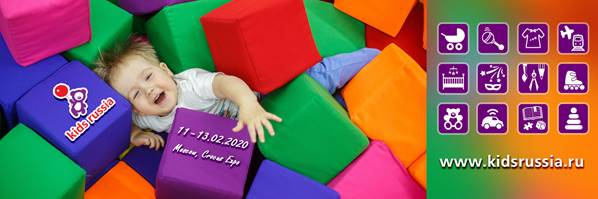 kids russia
11-13.02.2020
Moscow, Crocus Expo
www.kidsrussia.ru